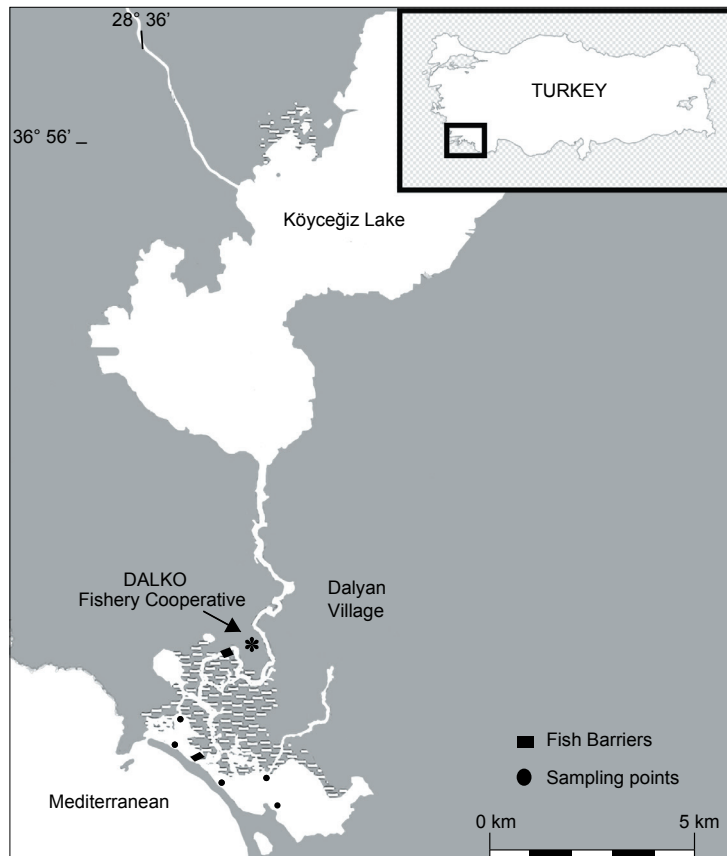 28° 36’
TURKEY
36° 56’
Köyceğiz Lake
DALKO
Fishery Cooperative
Dalyan
Village
Fish Barriers
Sampling points
Mediterranean
0 km
5 km